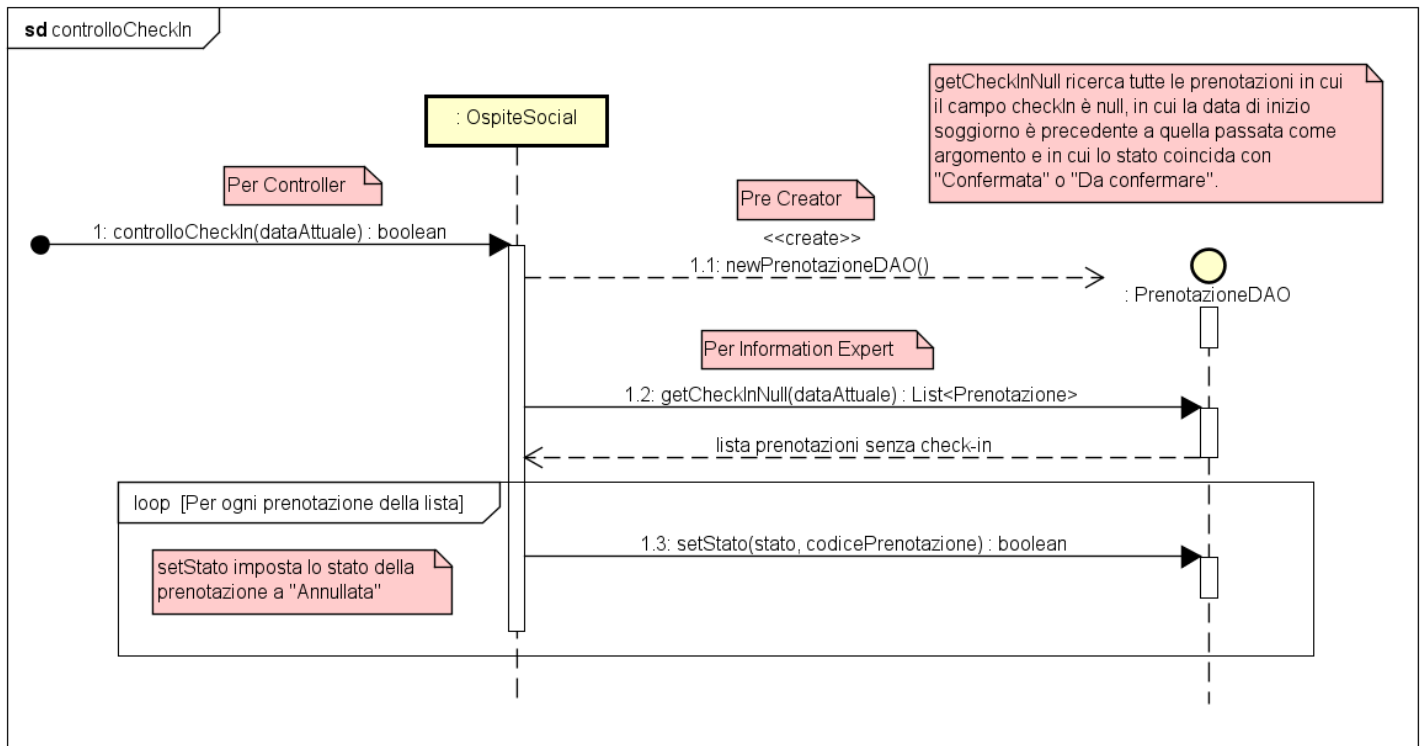 sd controlloCheckIn
getCheckInNull ricerca tutte le prenotazioni in cui
il campo checkIn è null, in cui la data di inizio
soggiorno è precedente a quella passata come
argomento e in cui lo stato coincida con
"Confermata" o "Da confermare".
: OspiteSocial
Per Controller
Pre Creator
1: controlloCheckIn(dataAttuale) : boolean
<<create>>
1.1: newPrenotazioneDAO()
: PrenotazioneDAO
Per Information Expert
1.2: getCheckInNull(dataAttuale) : List<Prenotazione>
lista prenotazioni senza check-in
loop [Per ogni prenotazione della lista]
1.3: setStato(stato, codicePrenotazione) : boolean
setStato imposta lo stato della
prenotazione a "Annullata"